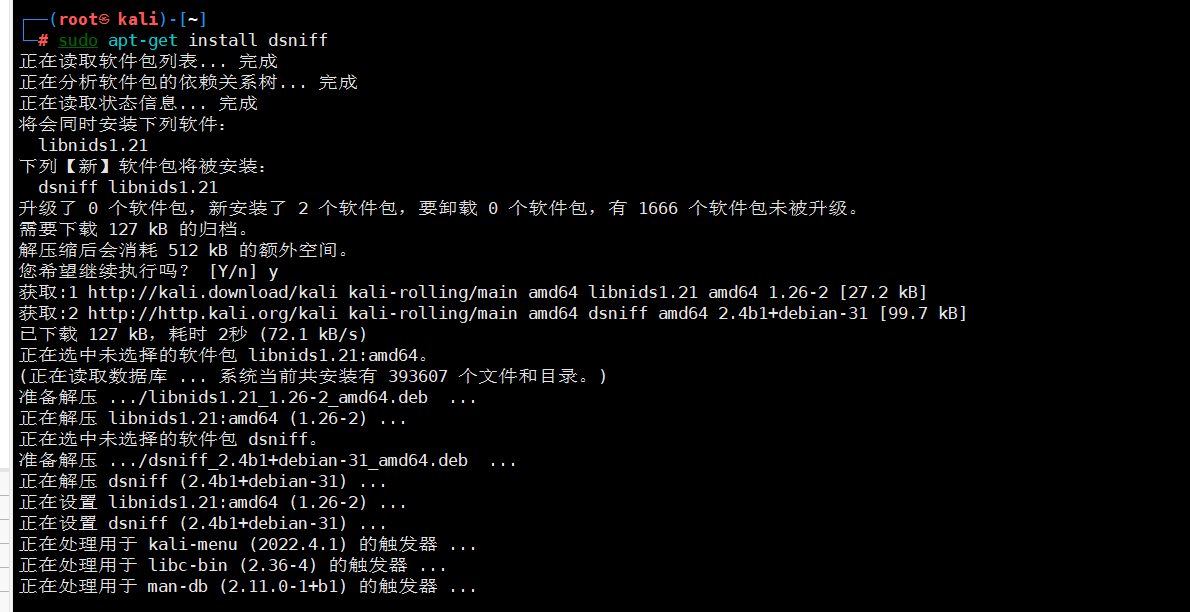 ┌──(root㉿ kali)-[~]
└─# sudo apt-get install dsniff
正在读取软件包列表... 完成
正在分析软件包的依赖关系树... 完成
正在读取状态信息... 完成
将会同时安装下列软件：
  libnids1.21
下列【新】软件包将被安装：
  dsniff libnids1.21
升级了 0 个软件包，新安装了 2 个软件包，要卸载 0 个软件包，有 1666 个软件包未被升级。
需要下载 127 kB 的归档。
解压缩后会消耗 512 kB 的额外空间。
您希望继续执行吗？ [Y/n] y
获取:1 http://kali.download/kali kali-rolling/main amd64 libnids1.21 amd64 1.26-2 [27.2 kB]
获取:2 http://http.kali.org/kali kali-rolling/main amd64 dsniff amd64 2.4b1+debian-31 [99.7 kB]
已下载 127 kB，耗时 2秒 (72.1 kB/s)
正在选中未选择的软件包 libnids1.21:amd64。
(正在读取数据库 ... 系统当前共安装有 393607 个文件和目录。)
准备解压 .../libnids1.21_1.26-2_amd64.deb  ...
正在解压 libnids1.21:amd64 (1.26-2) ...
正在选中未选择的软件包 dsniff。
准备解压 .../dsniff_2.4b1+debian-31_amd64.deb  ...
正在解压 dsniff (2.4b1+debian-31) ...
正在设置 libnids1.21:amd64 (1.26-2) ...
正在设置 dsniff (2.4b1+debian-31) ...
正在处理用于 kali-menu (2022.4.1) 的触发器 ...
正在处理用于 libc-bin (2.36-4) 的触发器 ...
正在处理用于 man-db (2.11.0-1+b1) 的触发器 ...